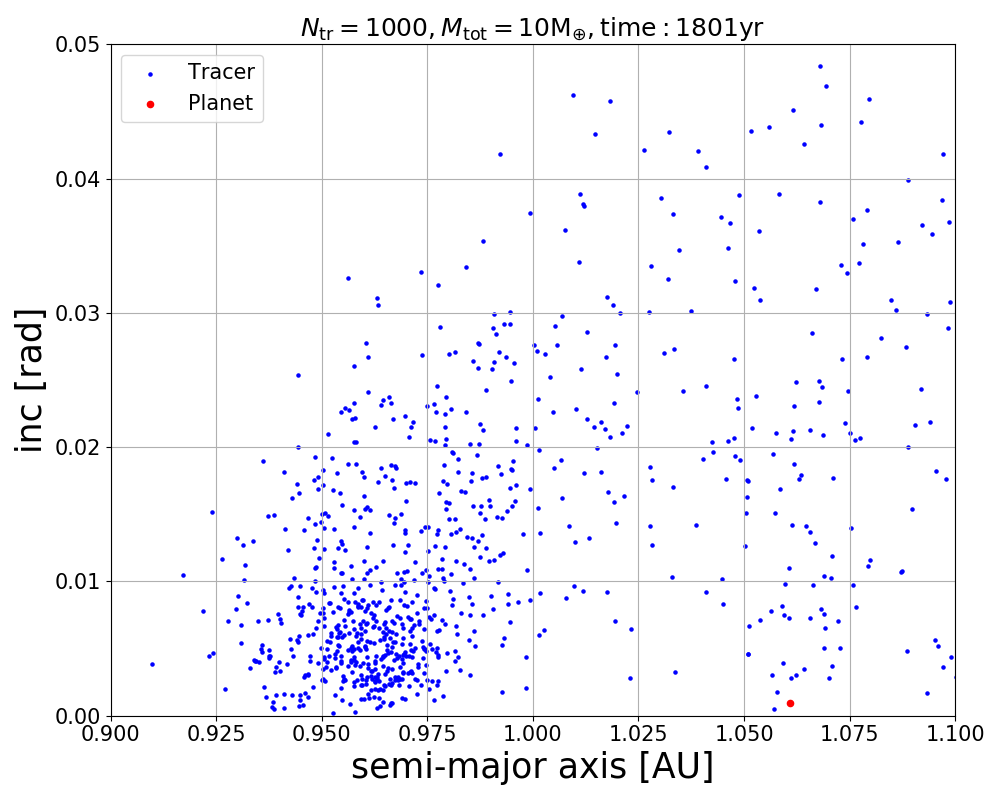 N_tr = 1000, M_tot = 10M_⊕, time : 1801yr
Tracer
Planet
0.05
0.04
0.03
0.02
0.01
0.00
inc [rad]
0.900 0.925 0.950 0.975 1.000 1.025 1.050 1.075 1.100
semi-major axis [AU]